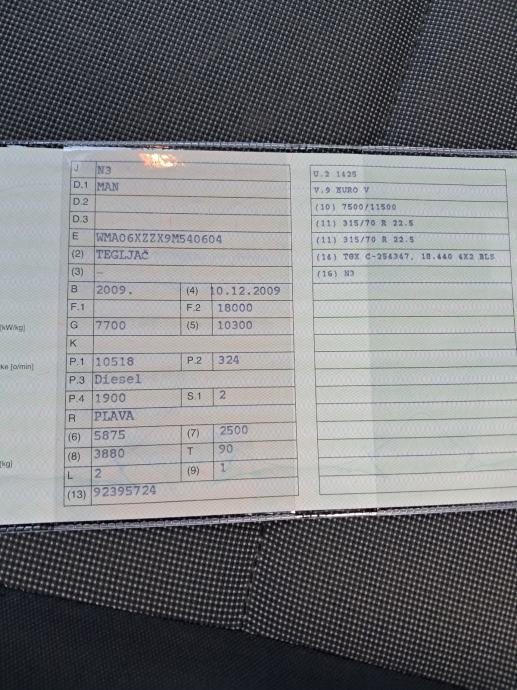 J N3
D.1 MAN
D.2
D.3
E WMA06XZZX9M540604
(2) TEGLJAČ
(3) –
B 2009. (4) 10.12.2009
F.1 F.2 18000
G 7700 (5) 10300
K
P.1 10518 P.2 324
P.3 Diesel
P.4 1900 S.1 2
R PLAVA
(6) 5875 (7) 2500
(8) 3880 T 90
L 2 (9) 1
(13) 92395724
[kW/kg]
ke [o/min]
[kg]
U.2 1425
V.9 EURO V
(10) 7500/11500
(11) 315/70 R 22.5
(11) 315/70 R 22.5
(14) TGX C-254347, 18.440 4X2 BLS
(16) N3